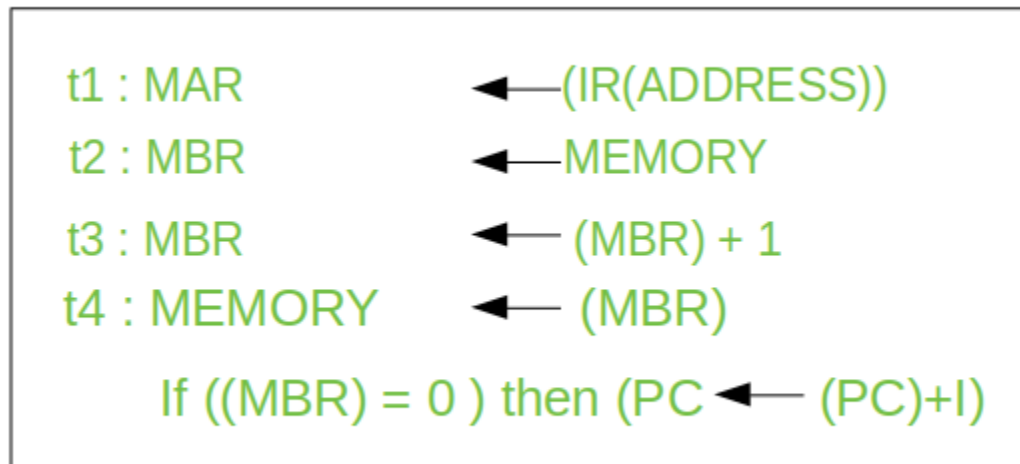 t1 : MAR ← (IR(ADDRESS))
t2 : MBR ← MEMORY
t3 : MBR ← (MBR) + 1
t4 : MEMORY ← (MBR)
If ((MBR) = 0 ) then (PC ← (PC)+I)